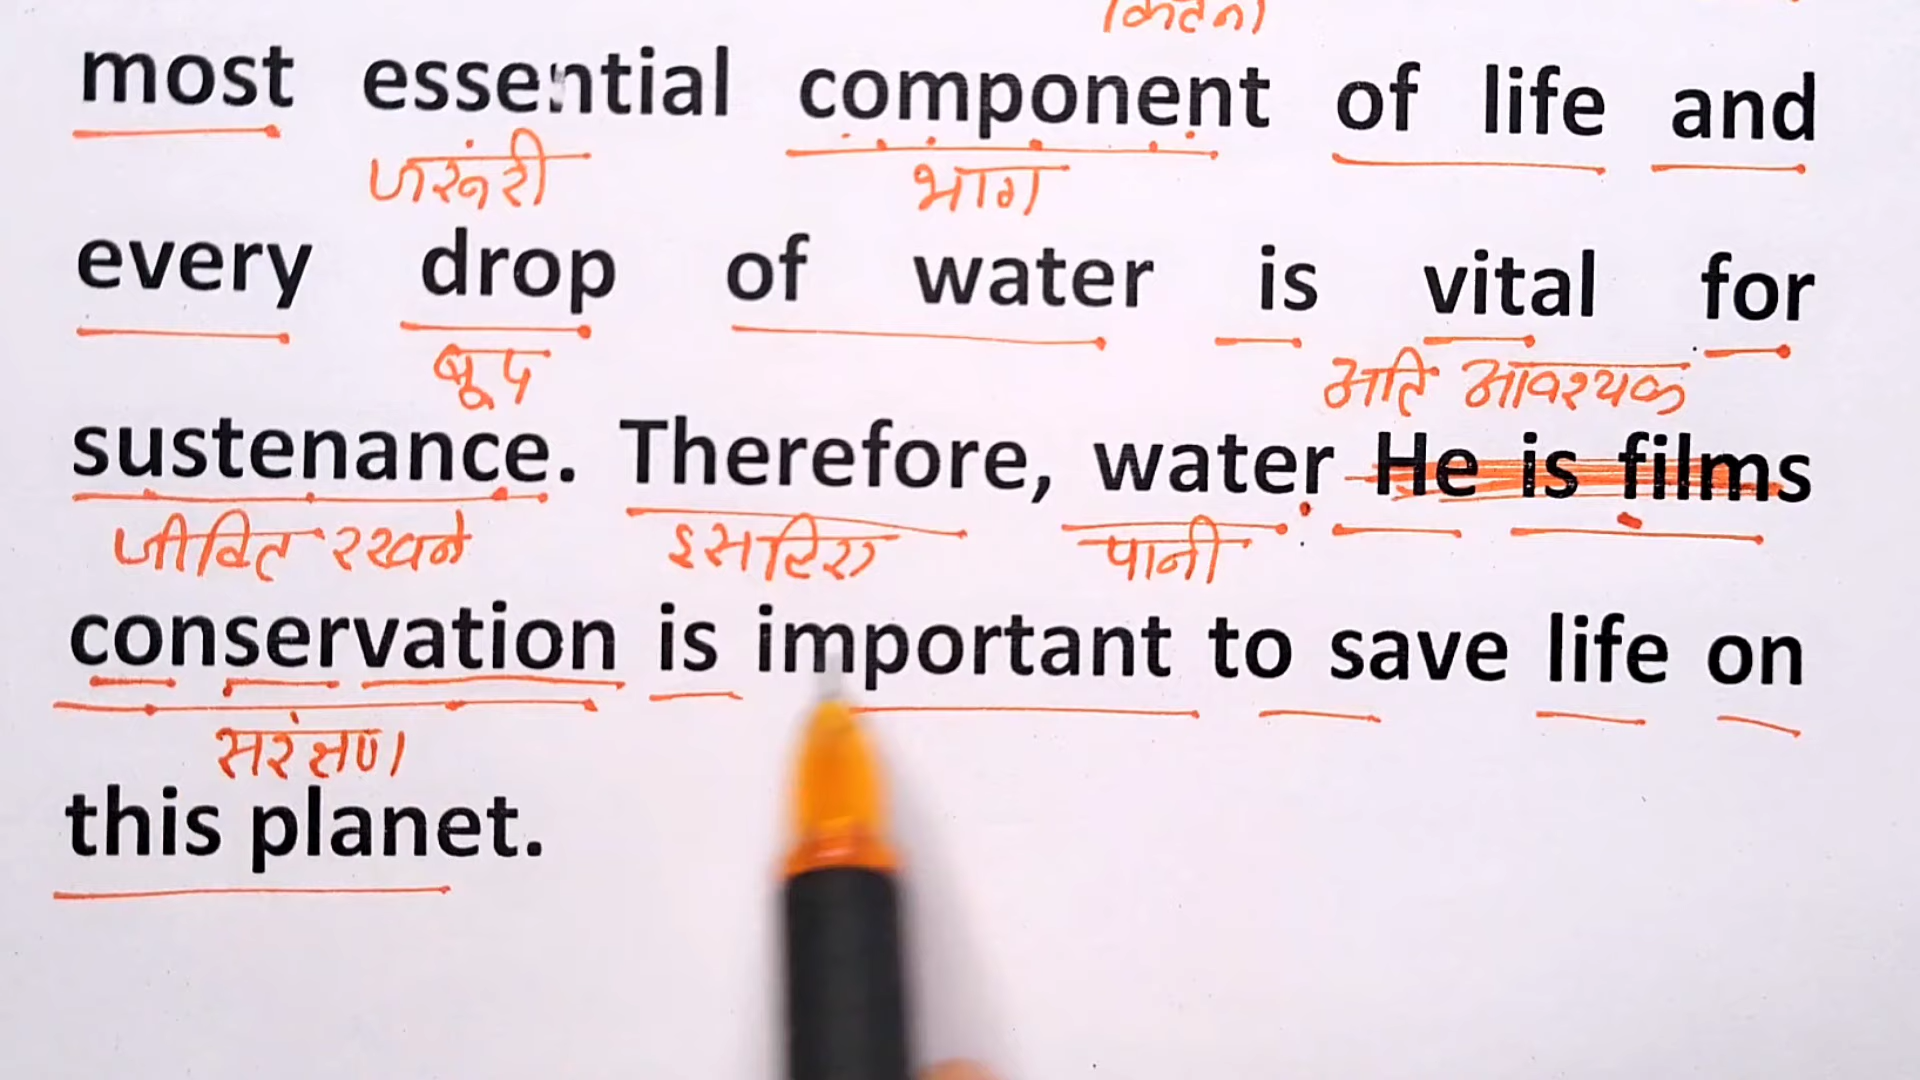 कितना
most essential component of life and
जरूंरी भाग
every drop of water is vital for
बूद अति आवश्यक
sustenance. Therefore, water He is films
जीवित रखने इसलिए पानी
conservation is important to save life on
सरंक्षण
this planet.